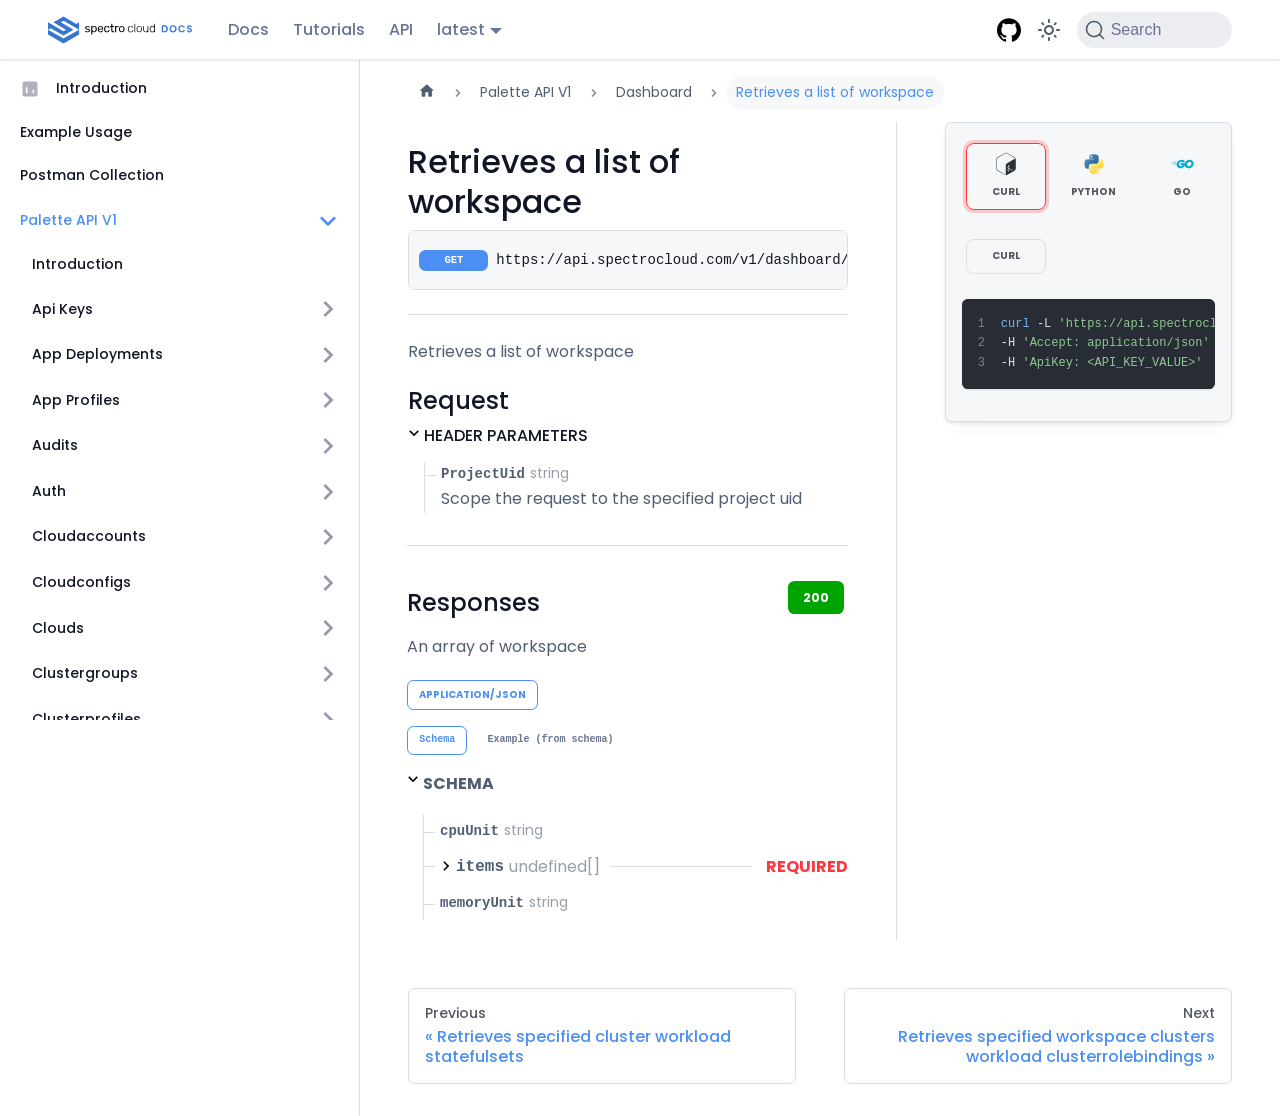 spectro cloud DOCS
Docs
Tutorials
API
latest
Search
Introduction
Example Usage
Postman Collection
Palette API V1
Introduction
Api Keys
App Deployments
App Profiles
Audits
Auth
Cloudaccounts
Cloudconfigs
Clouds
Clustergroups
Clusterprofiles
Palette API V1
Dashboard
Retrieves a list of workspace
Retrieves a list of
workspace
GET https://api.spectrocloud.com/v1/dashboard/
Retrieves a list of workspace
Request
HEADER PARAMETERS
ProjectUid string
Scope the request to the specified project uid
Responses
200
An array of workspace
APPLICATION/JSON
Schema
Example (from schema)
SCHEMA
cpuUnit string
items undefined[]
REQUIRED
memoryUnit string
CURL
PYTHON
GO
CURL
1 curl -L 'https://api.spectrocl
2 -H 'Accept: application/json'
3 -H 'ApiKey: <API_KEY_VALUE>'
Previous
« Retrieves specified cluster workload
statefulsets
Next
Retrieves specified workspace clusters
workload clusterrolebindings »